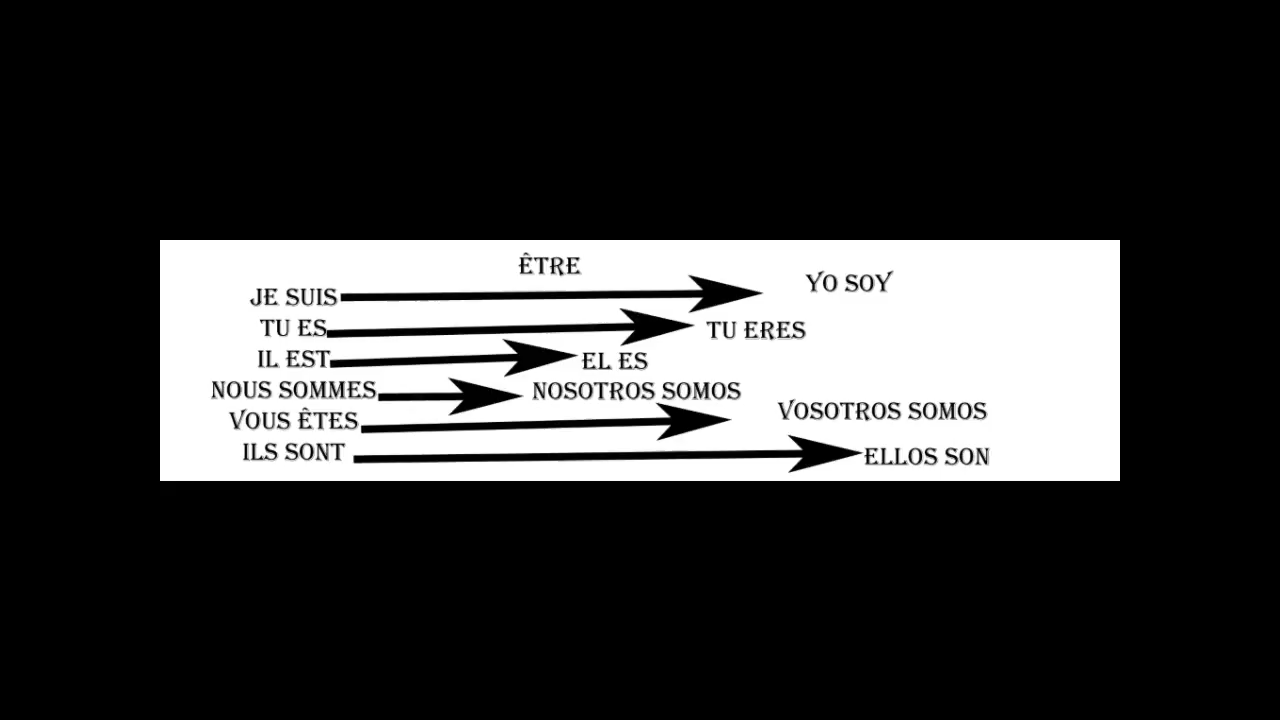 ÊTRE
JE SUIS YO SOY
TU ES TU ERES
IL EST EL ES
NOUS SOMMES NOSOTROS SOMOS
VOUS ÊTES VOSOTROS SOMOS
ILS SONT ELLOS SON